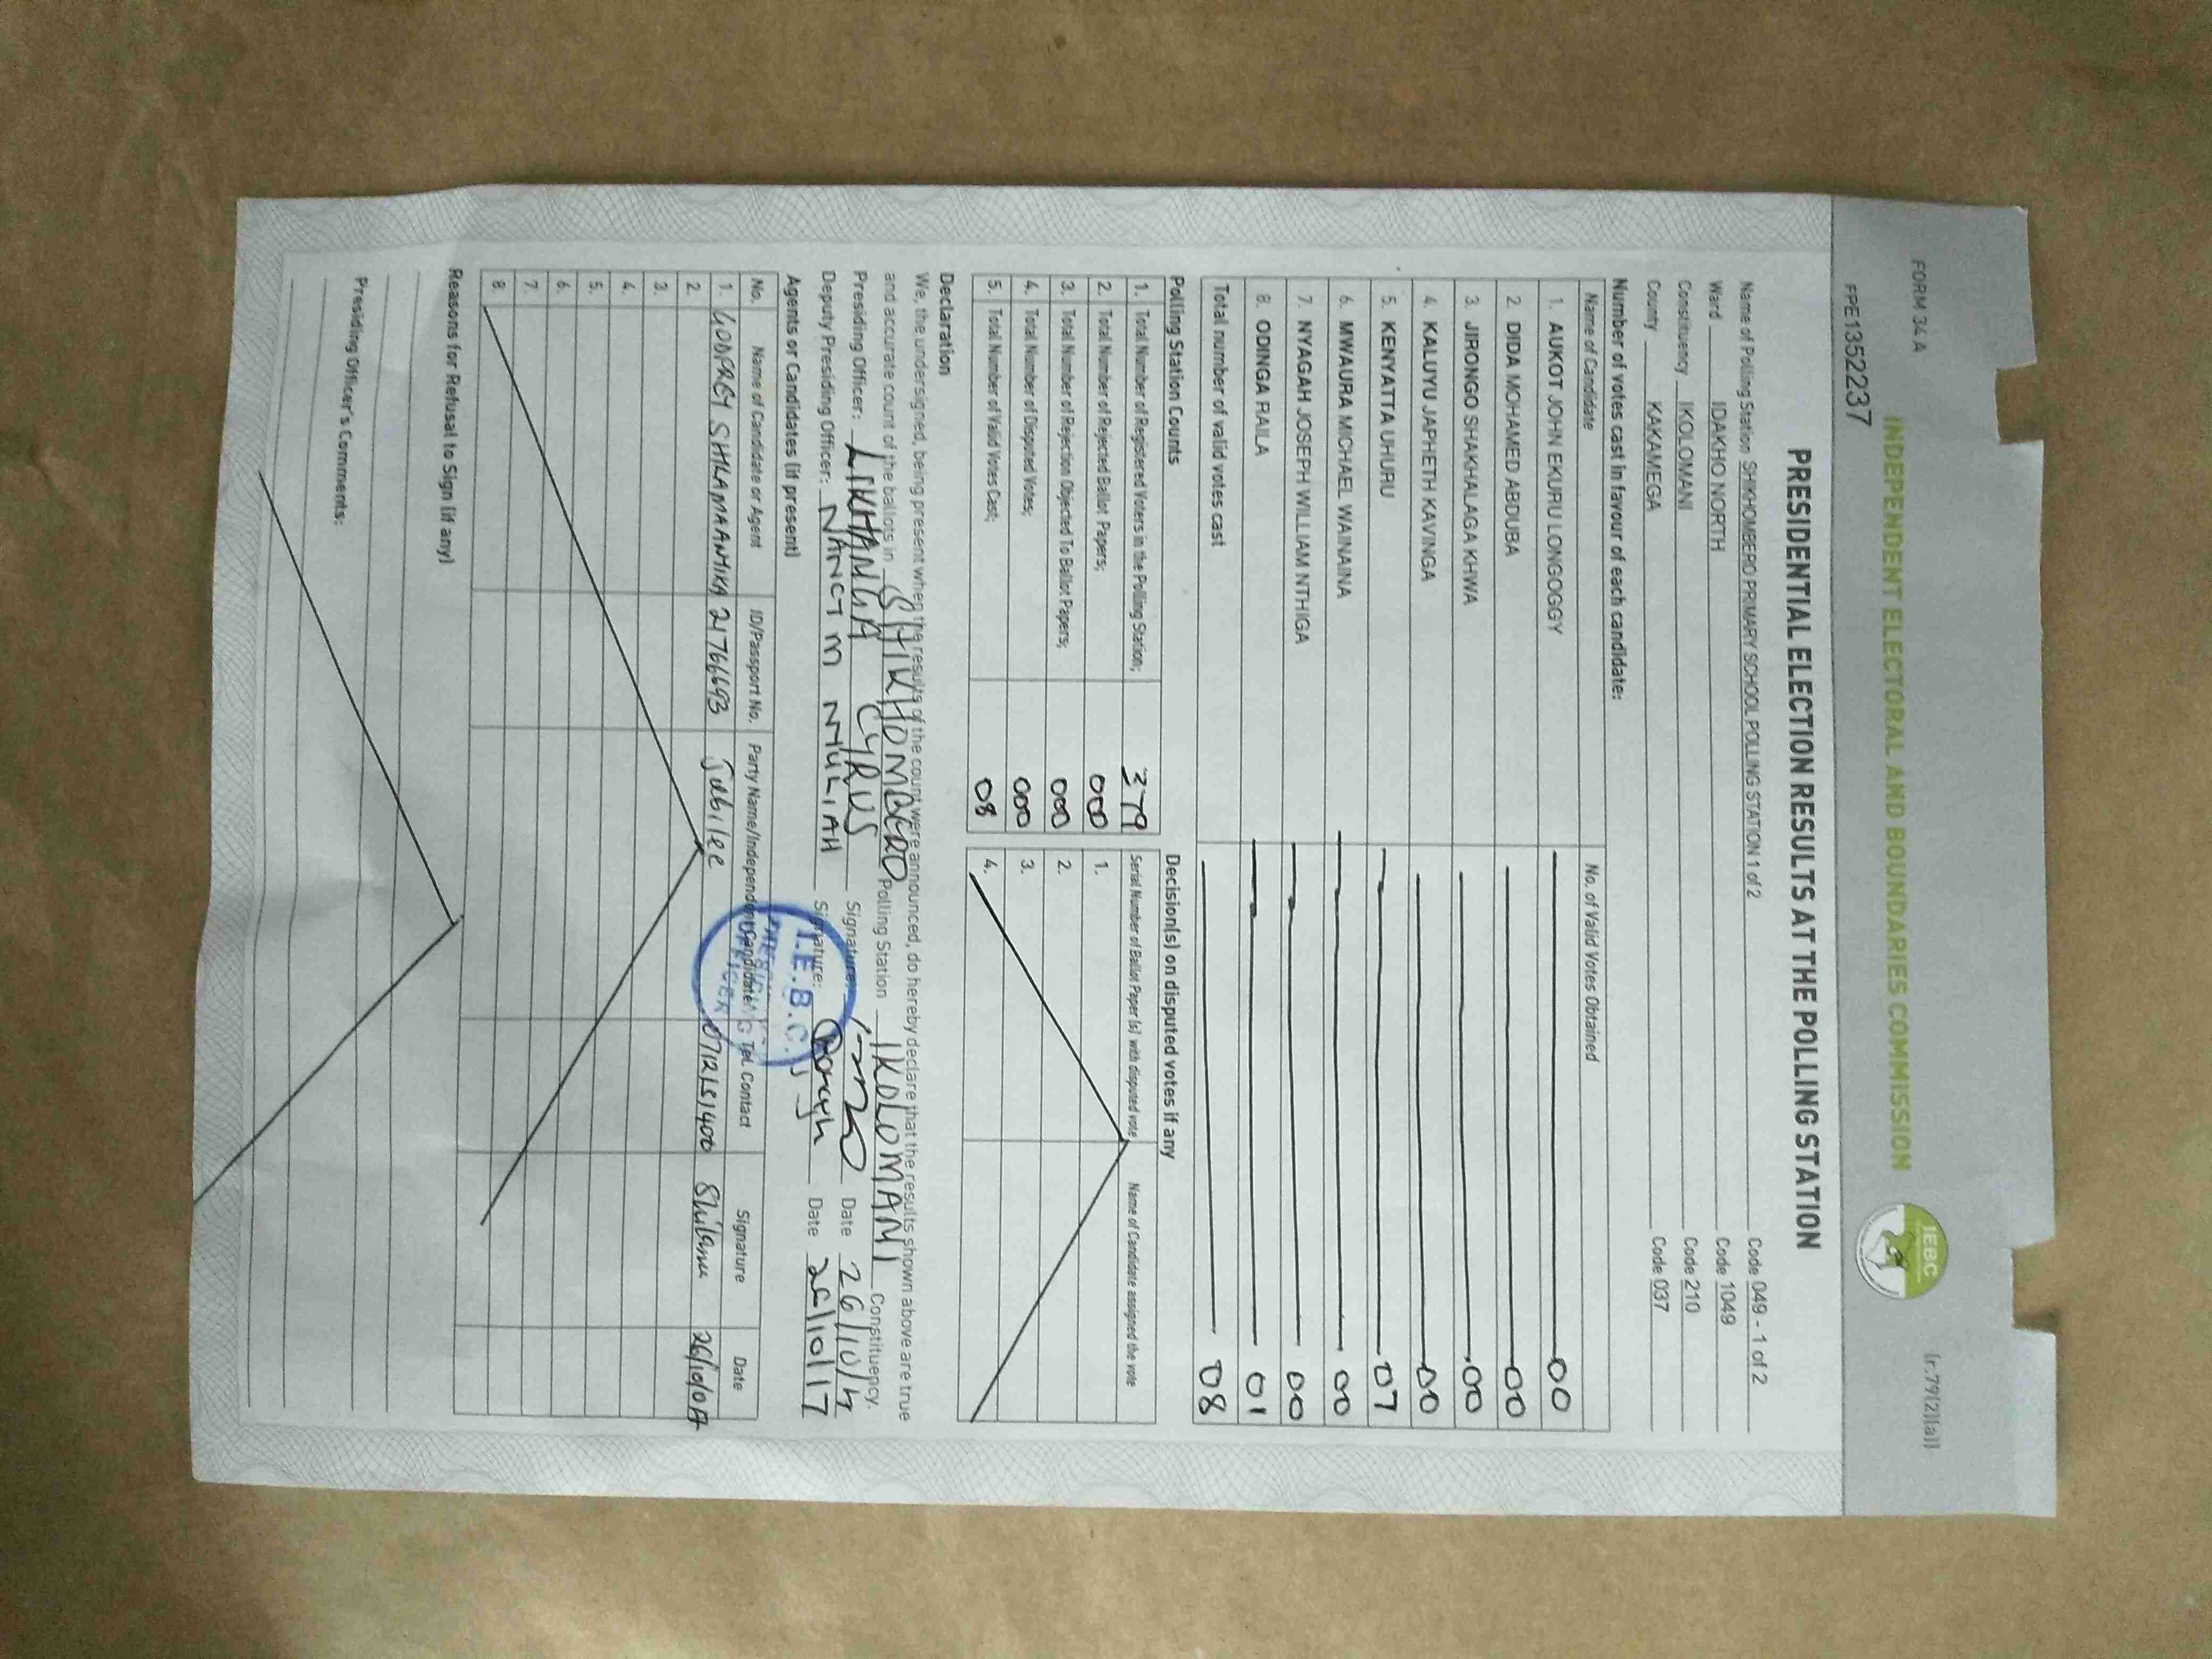 FORM 34 A
(r.79(2)(a))
INDEPENDENT ELECTORAL AND BOUNDARIES COMMISSION
IEBC
FPE1352237
PRESIDENTIAL ELECTION RESULTS AT THE POLLING STATION
Name of Polling Station SHIKHOMBERO PRIMARY SCHOOL POLLING STATION 1 of 2 Code 049 - 1 of 2
Ward IDAKHO NORTH Code 1049
Constituency IKOLOMANI Code 210
County KAKAMEGA Code 037
Number of votes cast in favour of each candidate:
Name of Candidate No. of Valid Votes Obtained
1. AUKOT JOHN EKURU LONGOGGY 00
2. DIDA MOHAMED ABDUBA 00
3. JIRONGO SHAKHALAGA KHWA 00
4. KALUYU JAPHETH KAVINGA 00
5. KENYATTA UHURU 07
6. MWAURA MICHAEL WAINAINA 00
7. NYAGAH JOSEPH WILLIAM NTHIGA 00
8. ODINGA RAILA 01
Total number of valid votes cast 08
Polling Station Counts Decision(s) on disputed votes if any
1. Total Number of Registered Voters in the Polling Station; 379 Serial Number of Ballot Paper (s) with disputed vote Name of Candidate assigned the vote
2. Total Number of Rejected Ballot Papers; 000 1.
3. Total Number of Rejection Objected To Ballot Papers; 000 2.
4. Total Number of Disputed Votes; 000 3.
5. Total Number of Valid Votes Cast; 08 4.
Declaration
We, the undersigned, being present when the results of the count were announced, do hereby declare that the results shown above are true
and accurate count of the ballots in SHIKHOMBERO Polling Station IKOLOMANI Constituency.
Presiding Officer: LIKHANGA CYRUS Signature: Date 26/10/17
Deputy Presiding Officer: Signature: Date 26/10/17
I.E.B.C.
Agents or Candidates (if present)
No. Name of Candidate or Agent ID/Passport No. Party Name/Independent Candidate Tel. Contact Signature Date
1. GODFREY 21766693 Jubilee 0712151400
2.
3.
4.
5.
6.
7.
8.
Reasons for Refusal to Sign (if any)
Presiding Officer's Comments: